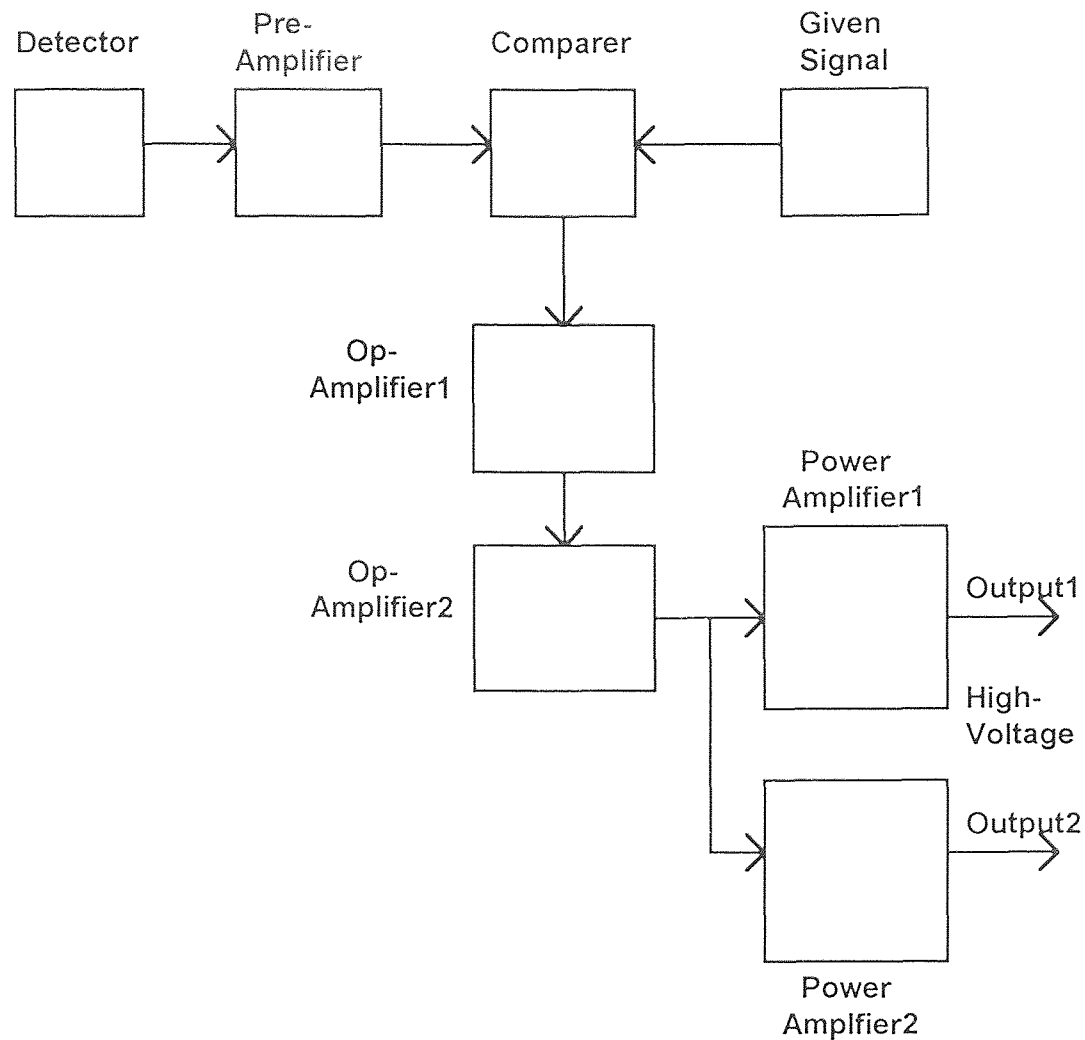 Detector
Pre-
Amplifier
Comparer
Given
Signal
Op-
Amplifier1
Power
Amplifier1
Op-
Amplifier2
Output1
High-
Voltage
Output2
Power
Amplfier2